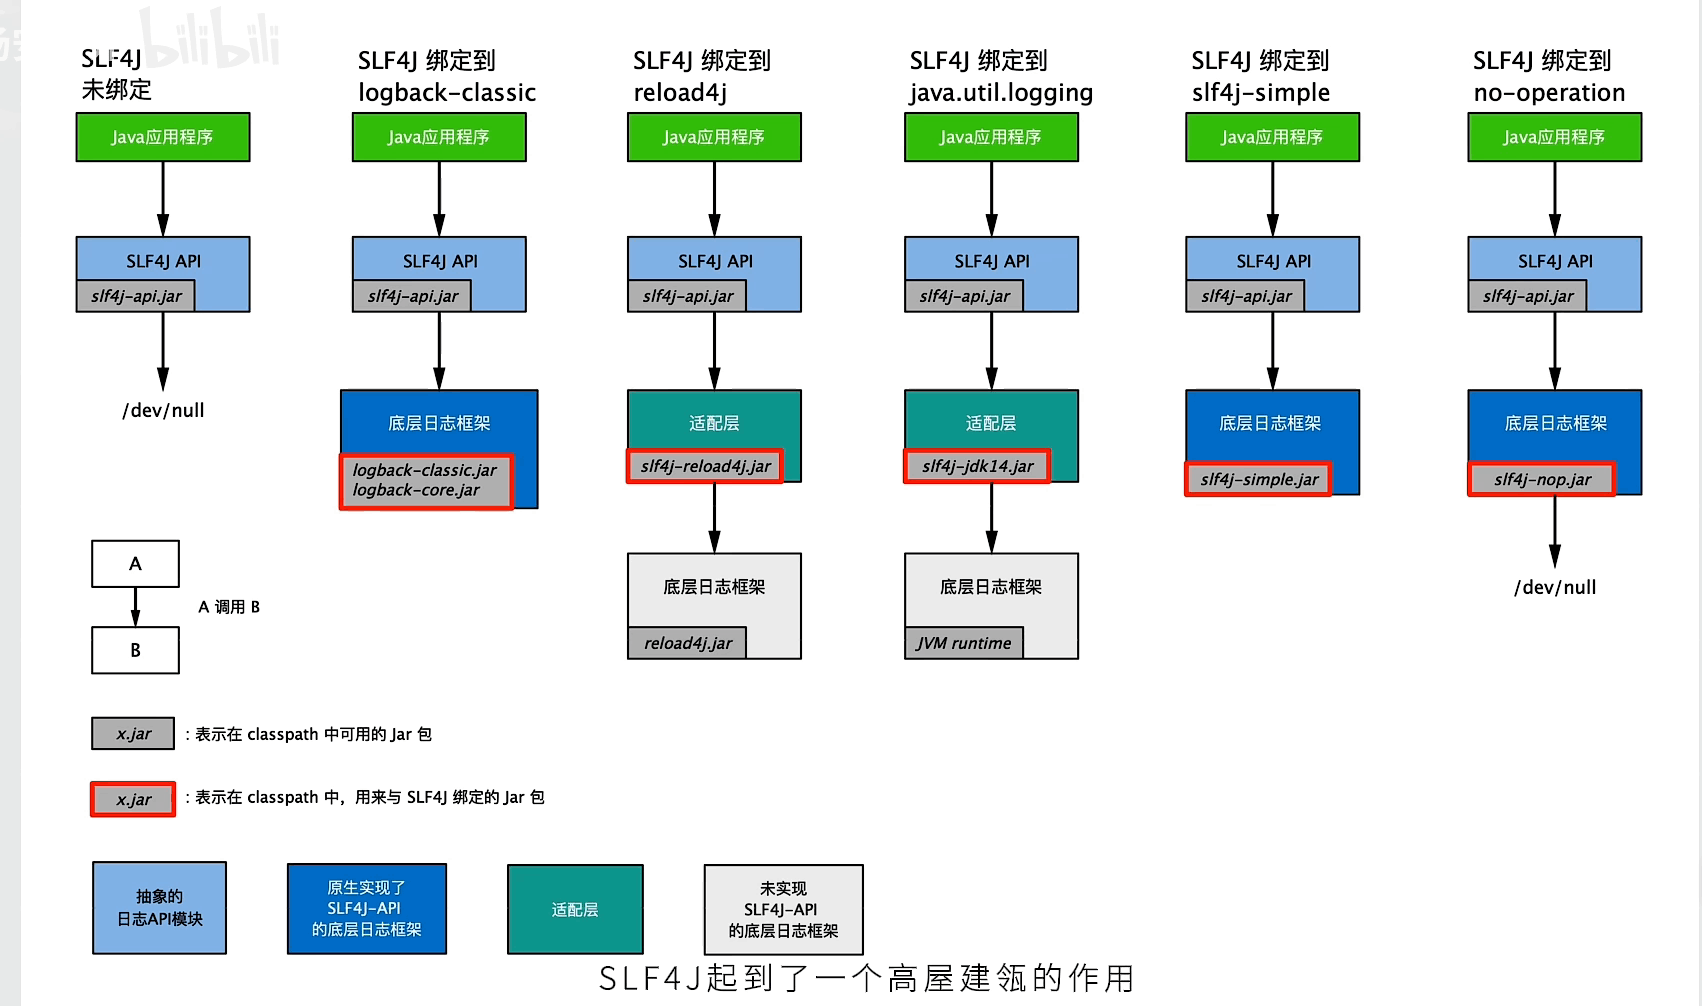 bilibili
SLF4J
未绑定
SLF4J 绑定到
logback-classic
SLF4J 绑定到
reload4j
SLF4J 绑定到
java.util.logging
SLF4J 绑定到
slf4j-simple
SLF4J 绑定到
no-operation
Java应用程序
Java应用程序
Java应用程序
Java应用程序
Java应用程序
Java应用程序
SLF4J API
slf4j-api.jar
SLF4J API
slf4j-api.jar
SLF4J API
slf4j-api.jar
SLF4J API
slf4j-api.jar
SLF4J API
slf4j-api.jar
SLF4J API
slf4j-api.jar
/dev/null
底层日志框架
logback-classic.jar
logback-core.jar
适配层
slf4j-reload4j.jar
适配层
slf4j-jdk14.jar
底层日志框架
slf4j-simple.jar
底层日志框架
slf4j-nop.jar
底层日志框架
reload4j.jar
底层日志框架
JVM runtime
/dev/null
A
A 调用 B
B
x.jar
：表示在 classpath 中可用的 Jar 包
x.jar
：表示在 classpath 中，用来与 SLF4J 绑定的 Jar 包
抽象的
日志API模块
原生实现了
SLF4J-API
的底层日志框架
适配层
未实现
SLF4J-API
的底层日志框架
SLF4J起到了一个高屋建瓴的作用